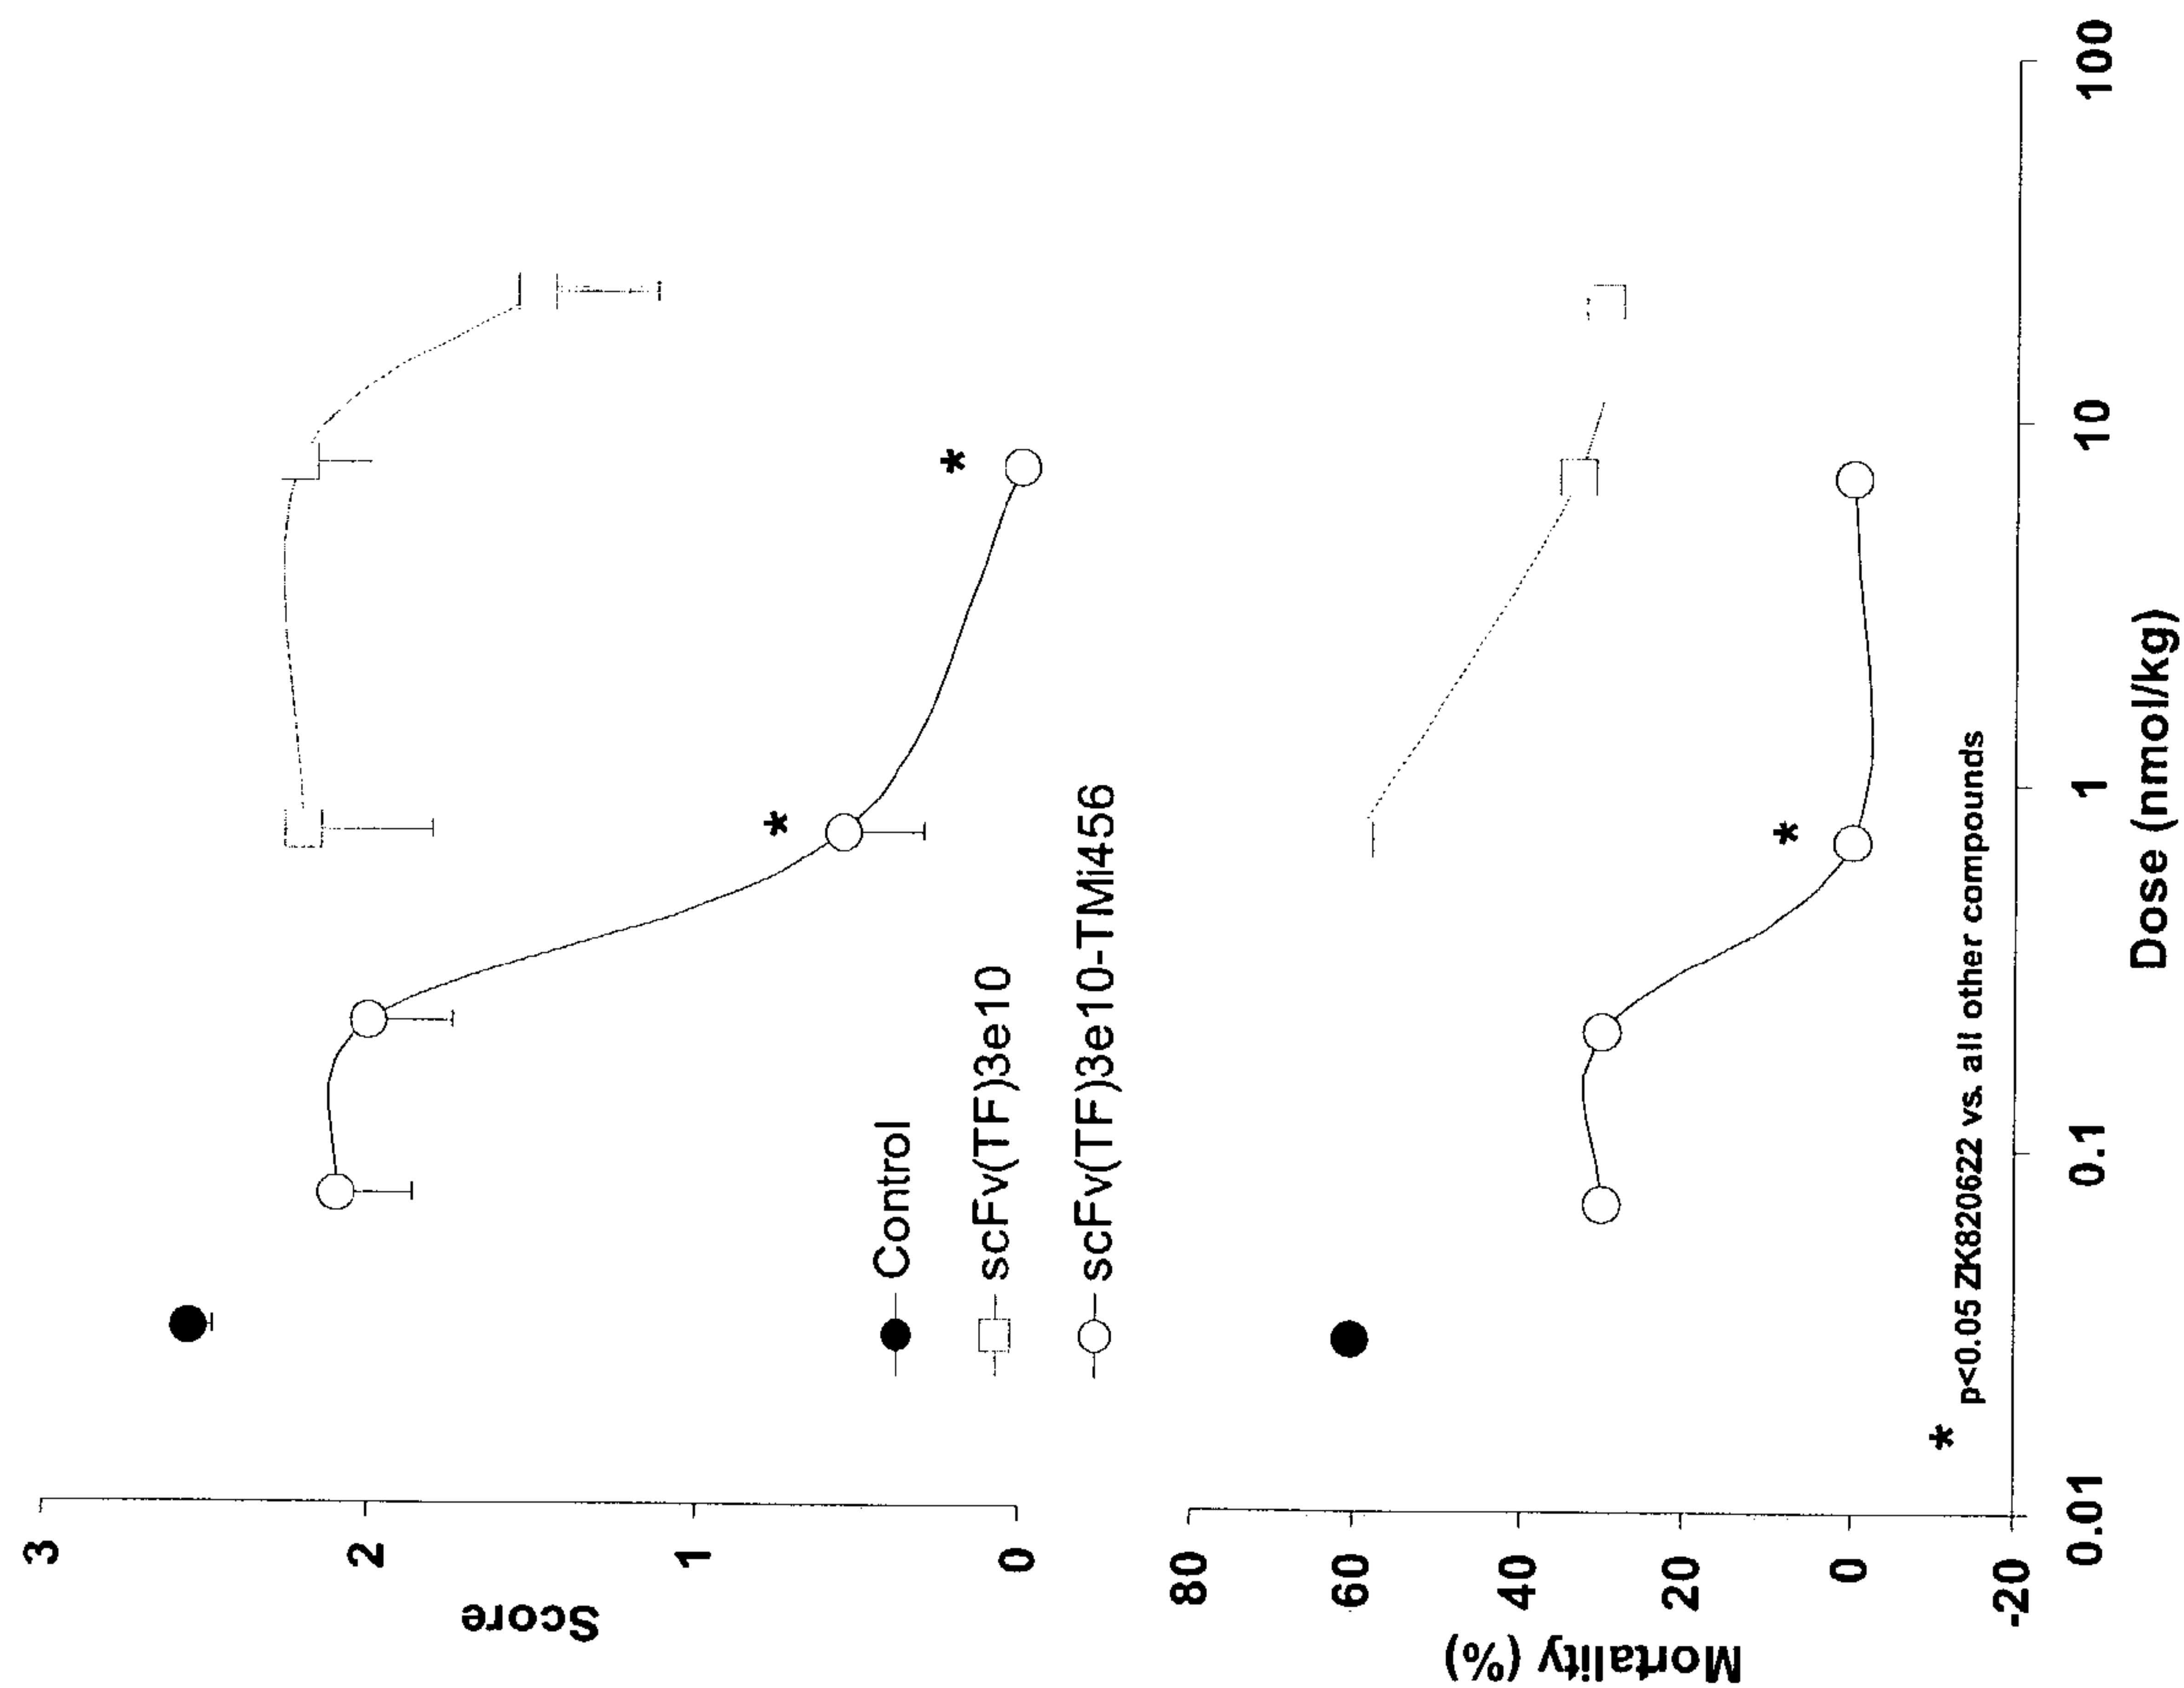 3
2
1
0
Score
*
*
Control
scFv(TF)3e10
scFv(TF)3e10-TMi456
80
60
40
20
0
-20
Mortality (%)
*
* p<0.05 ZK820622 vs. all other compounds
0.01
0.1
1
10
100
Dose (nmol/kg)